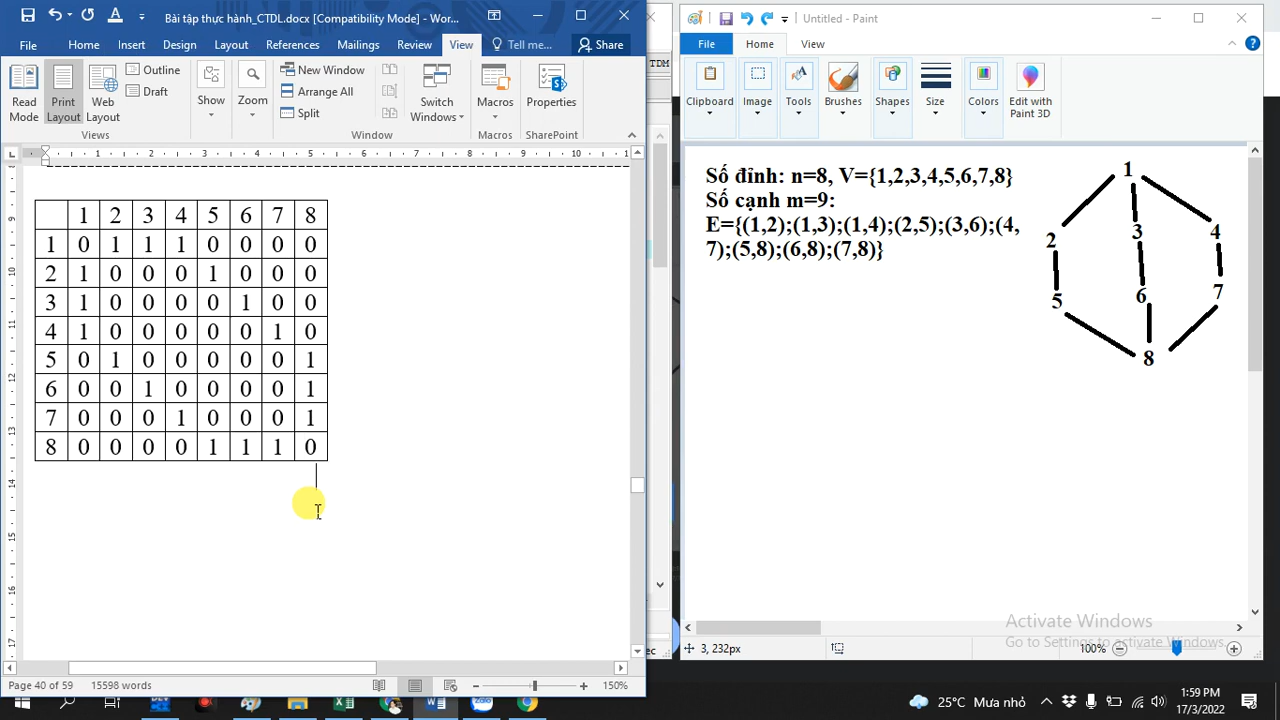 Bài tập thực hành_CTDL.docx [Compatibility Mode] - Wor...
File Home Insert Design Layout References Mailings Review View Tell me... Share
Read Mode
Print Layout
Web Layout
Outline
Draft
Show
Zoom
New Window
Arrange All
Split
Switch Windows
Macros
Properties
Views
Window
Macros
SharePoint
1 2 3 4 5 6 7 8
1 0 1 1 1 0 0 0 0
2 1 0 0 0 1 0 0 0
3 1 0 0 0 0 1 0 0
4 1 0 0 0 0 0 1 0
5 0 1 0 0 0 0 0 1
6 0 0 1 0 0 0 0 1
7 0 0 0 1 0 0 0 1
8 0 0 0 0 1 1 1 0
Page 40 of 59 15598 words
150%
TDM
Untitled - Paint
File Home View
Clipboard
Image
Tools
Brushes
Shapes
Size
Colors
Edit with Paint 3D
Số đỉnh: n=8, V={1,2,3,4,5,6,7,8}
Số cạnh m=9:
E={(1,2);(1,3);(1,4);(2,5);(3,6);(4,
7);(5,8);(6,8);(7,8)}
1
2 3 4
5 6 7
8
Activate Windows
Go to Settings to activate Windows.
3, 232px
100%
25°C Mưa nhỏ
1:59 PM
17/3/2022